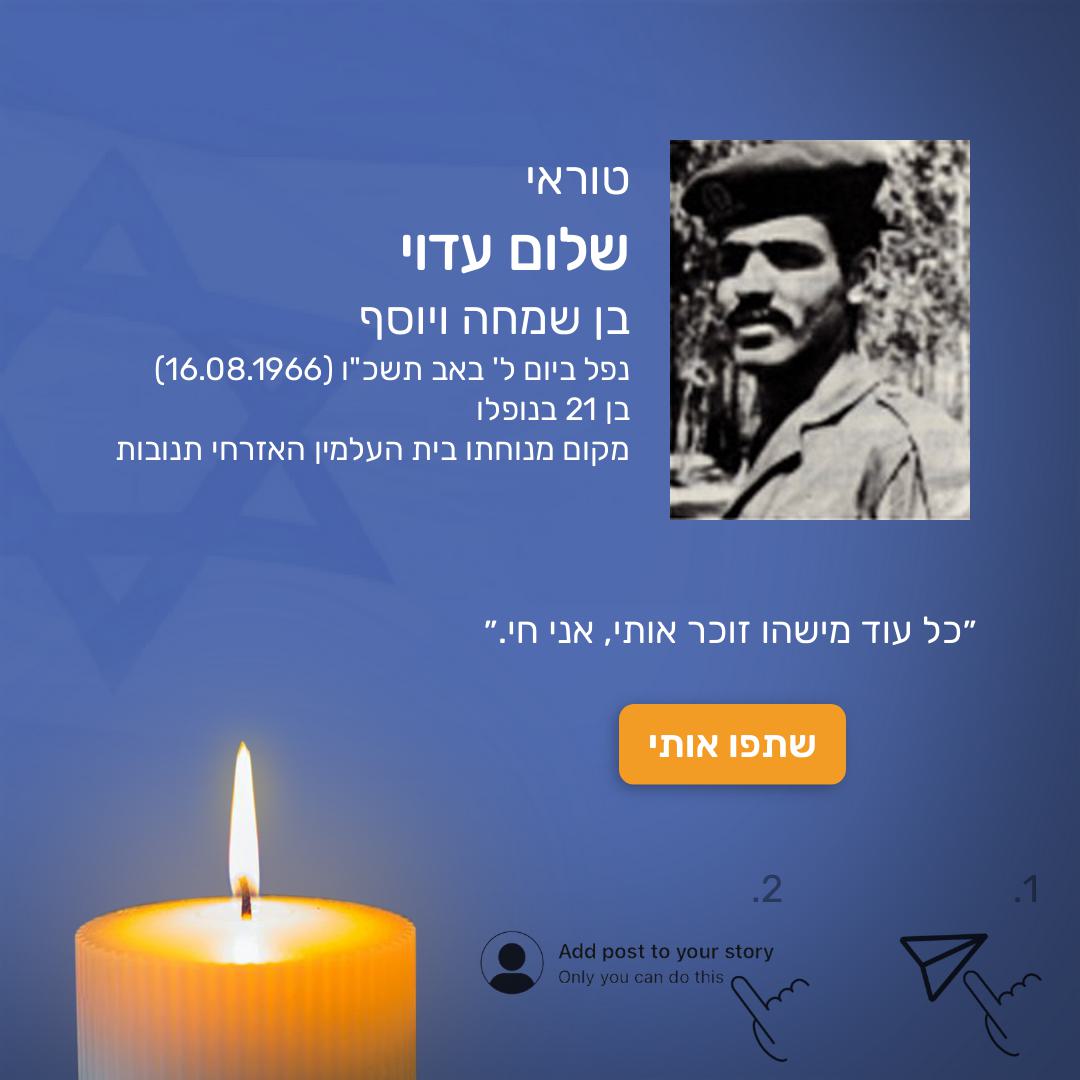 טוראי
שלום עדוי
בן שמחה ויוסף
נפל ביום ל' באב תשכ"ו (16.08.1966)
בן 21 בנופלו
מקום מנוחתו בית העלמין האזרחי תנובות
״כל עוד מישהו זוכר אותי, אני חי.״
שתפו אותי
1.
2.
Add post to your story
Only you can do this